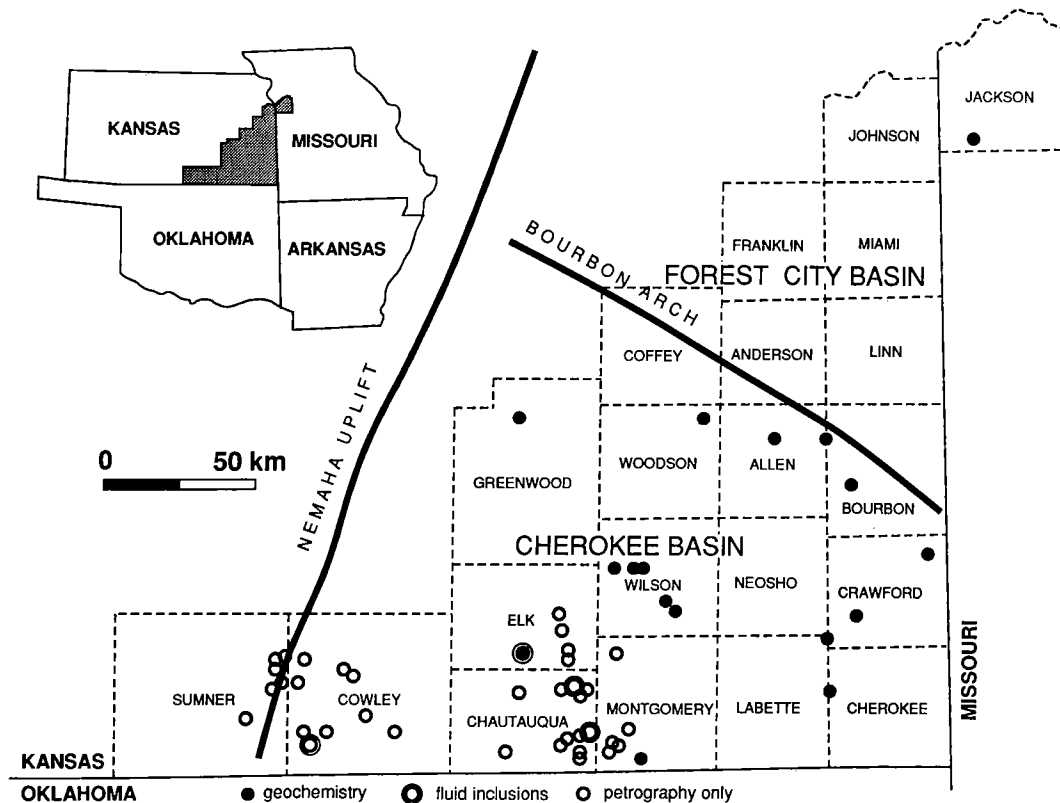 JACKSON
KANSAS
MISSOURI
JOHNSON
OKLAHOMA
ARKANSAS
BOURBON ARCH
FRANKLIN
MIAMI
FOREST CITY BASIN
COFFEY
ANDERSON
LINN
NEMAHA UPLIFT
0 50 km
GREENWOOD
WOODSON
ALLEN
BOURBON
CHEROKEE BASIN
WILSON
NEOSHO
CRAWFORD
ELK
SUMNER
COWLEY
CHAUTAUQUA
MONTGOMERY
LABETTE
CHEROKEE
MISSOURI
KANSAS
OKLAHOMA
geochemistry
fluid inclusions
petrography only